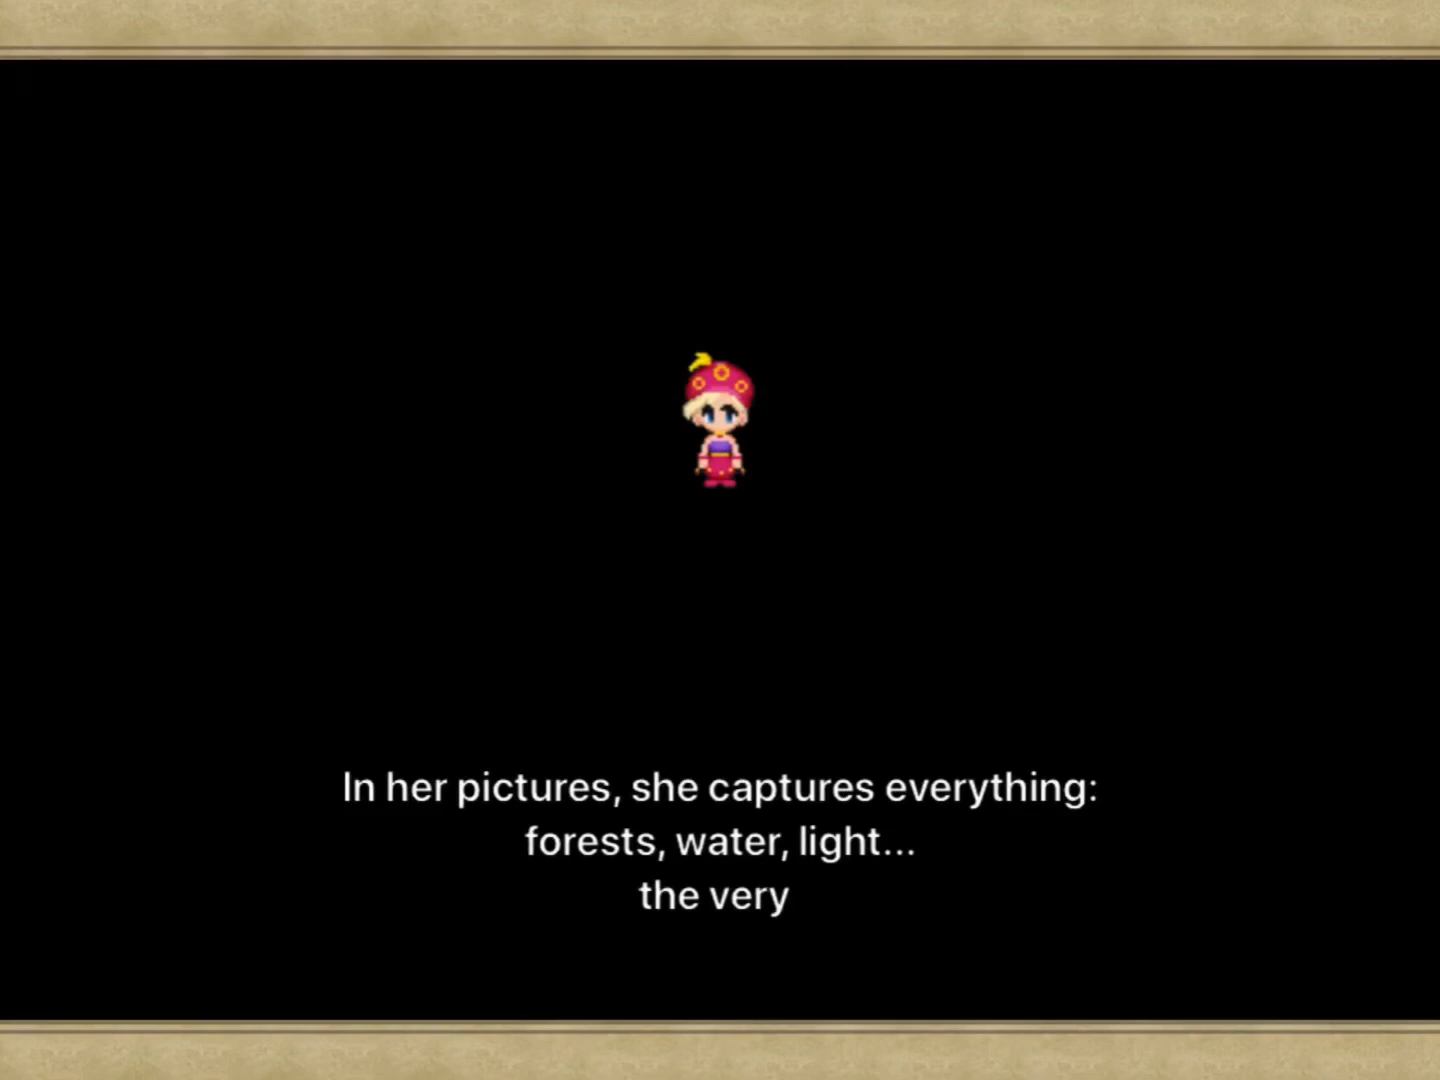 In her pictures, she captures everything:
forests, water, light...
the very